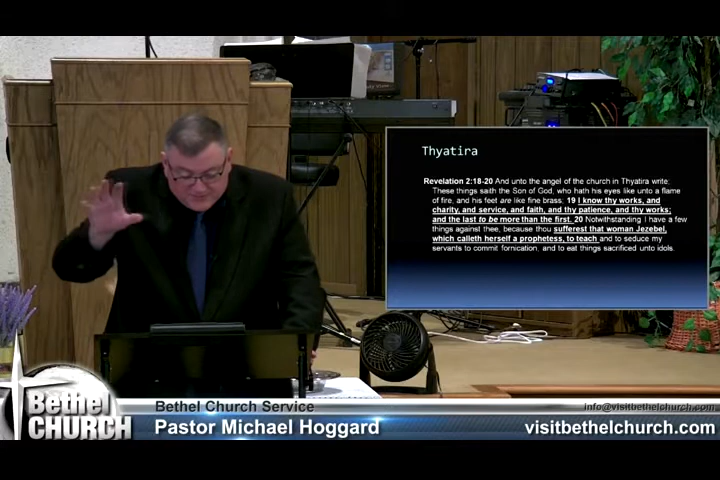 Thyatira
Revelation 2:18-20 And unto the angel of the church in Thyatira write;
These things saith the Son of God, who hath his eyes like unto a flame
of fire, and his feet are like fine brass. 19 I know thy works, and
charity, and service, and faith, and thy patience, and thy works;
and the last to be more than the first. 20 Notwithstanding I have a few
things against thee, because thou sufferest that woman Jezebel,
which calleth herself a prophetess, to teach and to seduce my
servants to commit fornication, and to eat things sacrificed unto idols.
Bethel
CHURCH
Bethel Church Service
info@visitbethelchurch.com
Pastor Michael Hoggard
visitbethelchurch.com